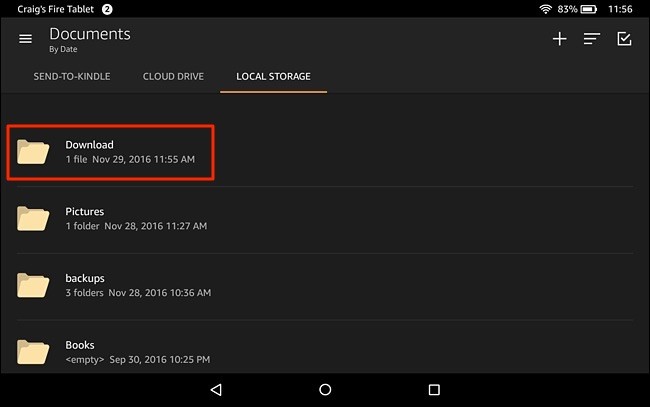 Craig's Fire Tablet 2 83% 11:56
Documents
By Date
SEND-TO-KINDLE CLOUD DRIVE LOCAL STORAGE
Download
1 file Nov 29, 2016 11:55 AM
Pictures
1 folder Nov 28, 2016 11:27 AM
backups
3 folders Nov 28, 2016 10:36 AM
Books
<empty> Sep 30, 2016 10:25 PM